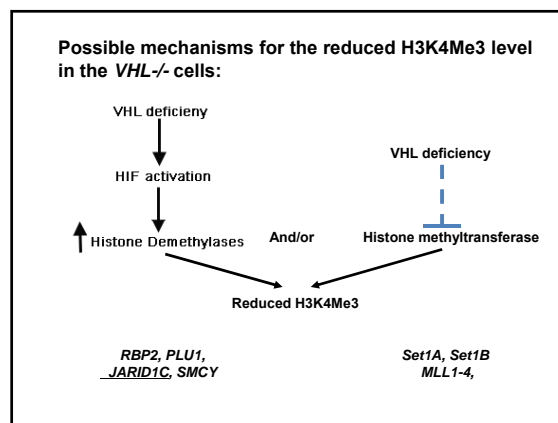 Possible mechanisms for the reduced H3K4Me3 level
in the VHL-/- cells:
VHL deficieny
HIF activation
Histone Demethylases
And/or
VHL deficiency
Histone methyltransferase
Reduced H3K4Me3
RBP2, PLU1,
JARID1C, SMCY
Set1A, Set1B
MLL1-4,